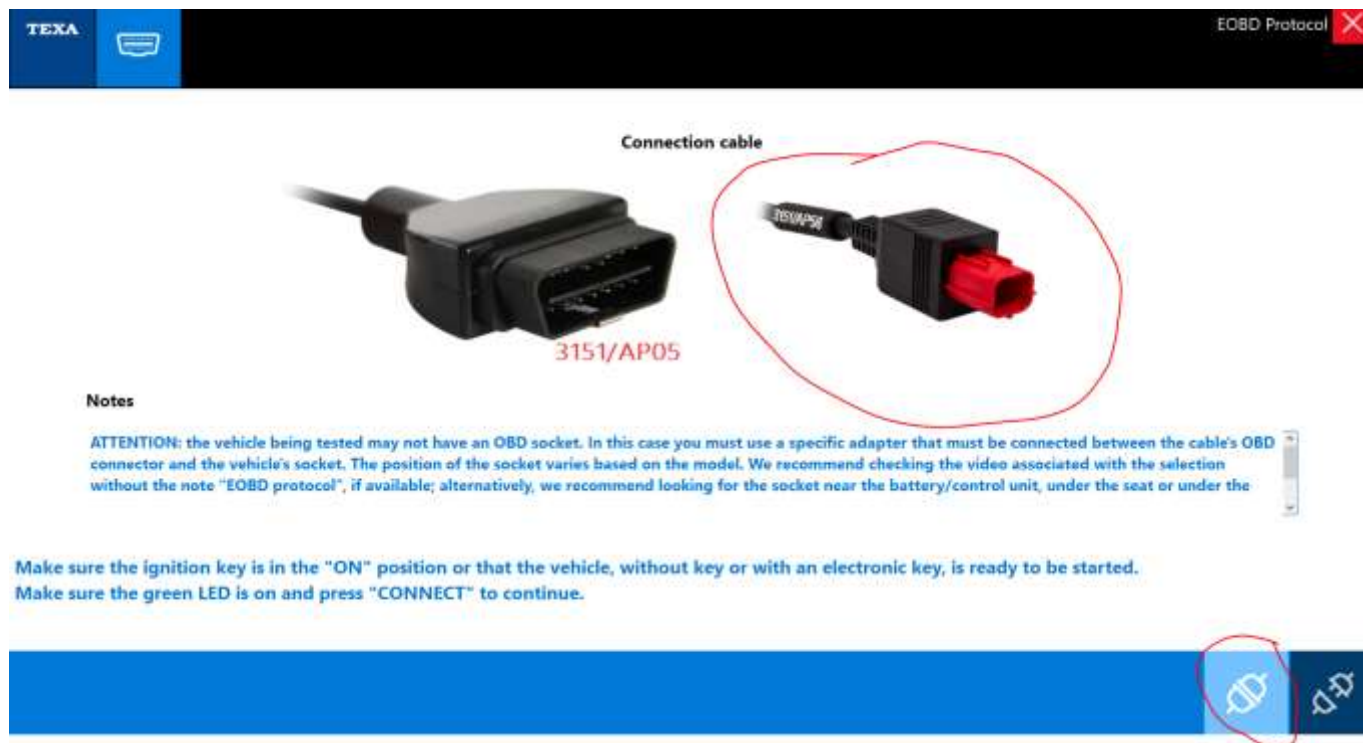 TEXA
EOBD Protocol
Connection cable
3151/AP05
Notes
ATTENTION: the vehicle being tested may not have an OBD socket. In this case you must use a specific adapter that must be connected between the cable's OBD
connector and the vehicle's socket. The position of the socket varies based on the model. We recommend checking the video associated with the selection
without the note "EOBD protocol", if available; alternatively, we recommend looking for the socket near the battery/control unit, under the seat or under the
Make sure the ignition key is in the "ON" position or that the vehicle, without key or with an electronic key, is ready to be started.
Make sure the green LED is on and press "CONNECT" to continue.